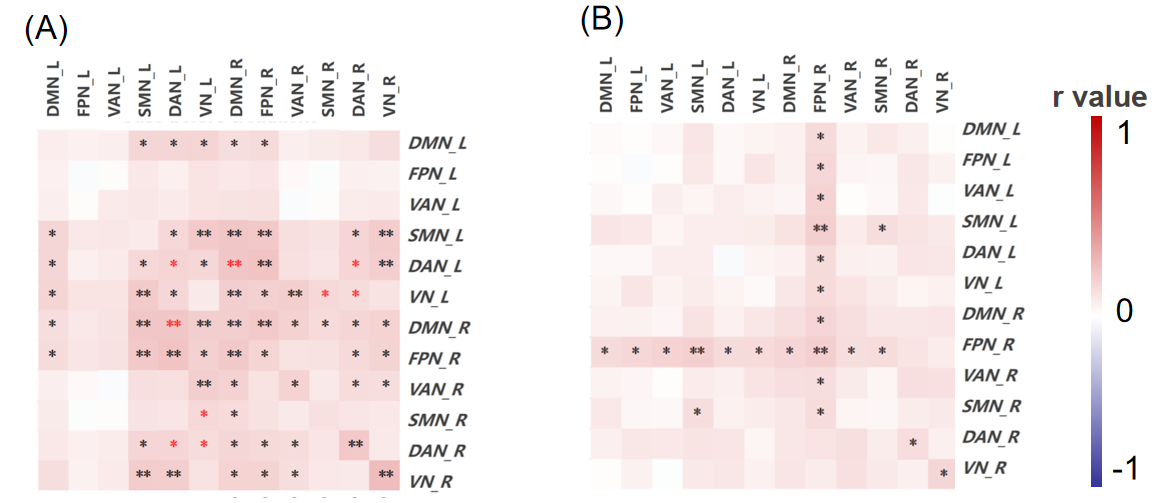 (A)
(B)
DMN_L FPN_L VAN_L SMN_L DAN_L VN_L DMN_R FPN_R VAN_R SMN_R DAN_R VN_R
DMN_L FPN_L VAN_L SMN_L DAN_L VN_L DMN_R FPN_R VAN_R SMN_R DAN_R VN_R
r value
* * * * *
DMN_L
FPN_L
VAN_L
* * ** ** ** * **
SMN_L
* * * * ** ** * **
DAN_L
* ** * ** * ** * *
VN_L
* ** ** ** ** ** * * * *
DMN_R
* ** ** * ** * * *
FPN_R
** * * * *
VAN_R
* *
SMN_R
* * * * * * **
DAN_R
** ** * * * **
VN_R
*
DMN_L
*
FPN_L
*
VAN_L
** *
SMN_L
*
DAN_L
*
VN_L
*
DMN_R
* * * ** * * * ** * *
FPN_R
*
VAN_R
* *
SMN_R
*
DAN_R
*
VN_R
1
0
-1